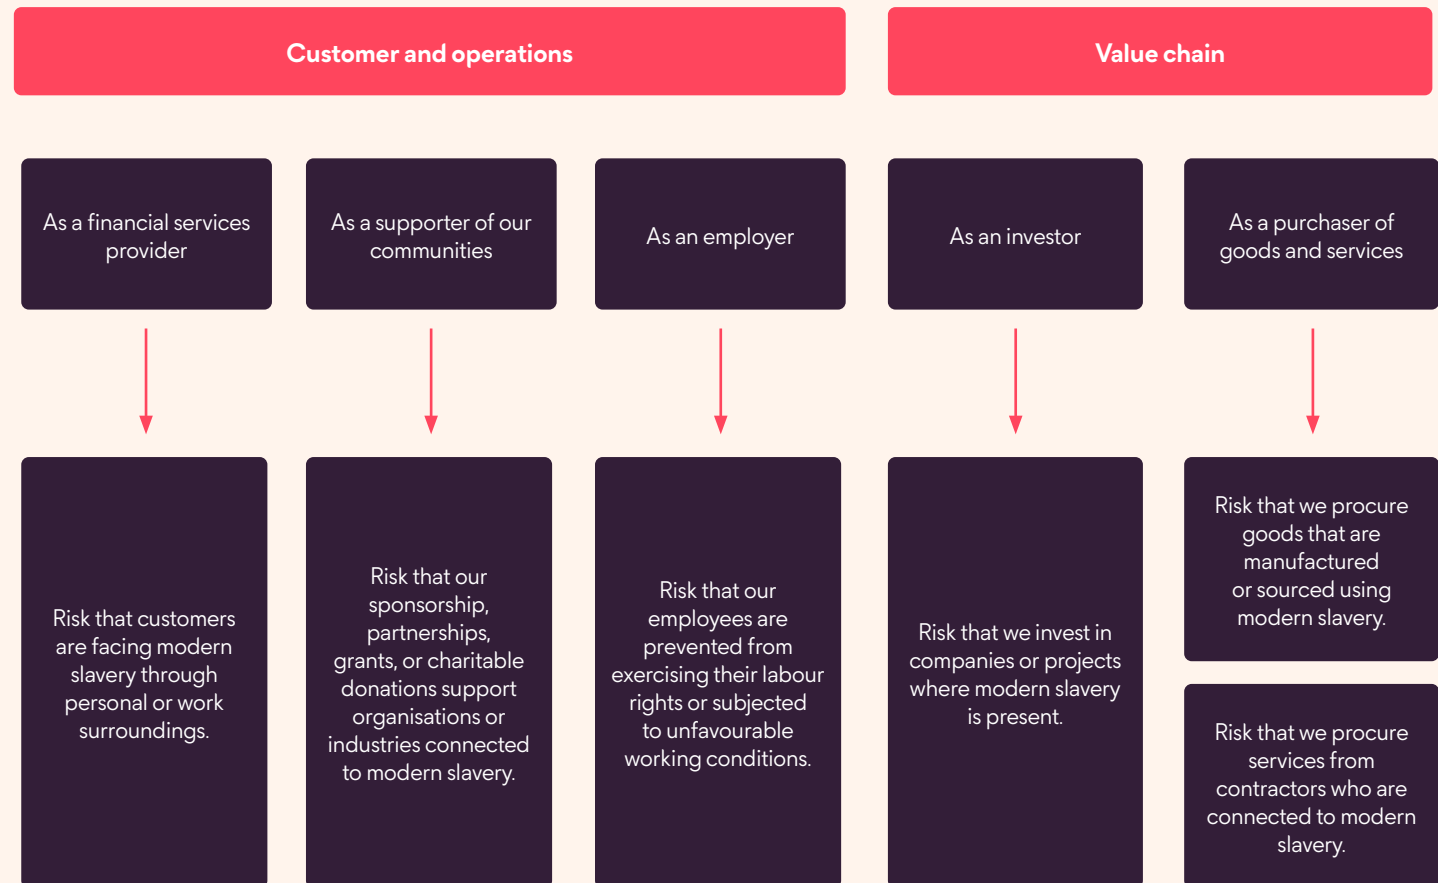 Customer and operations
Value chain
As a financial services
provider
As a supporter of our
communities
As an employer
As an investor
As a purchaser of
goods and services
Risk that customers
are facing modern
slavery through
personal or work
surroundings.
Risk that our
sponsorship,
partnerships,
grants, or charitable
donations support
organisations or
industries connected
to modern slavery.
Risk that our
employees are
prevented from
exercising their labour
rights or subjected
to unfavourable
working conditions.
Risk that we invest in
companies or projects
where modern slavery
is present.
Risk that we procure
goods that are
manufactured
or sourced using
modern slavery.
Risk that we procure
services from
contractors who are
connected to modern
slavery.